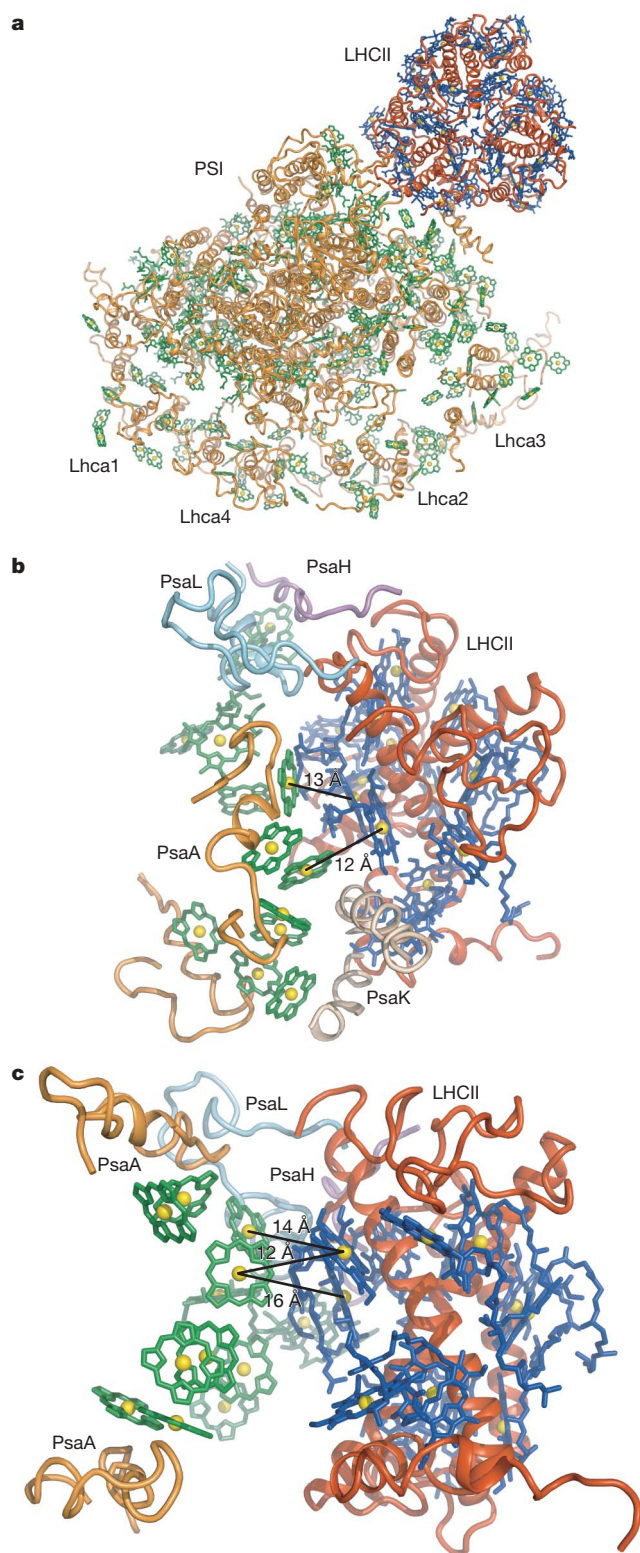 a
LHCII
PSI
Lhca3
Lhca1
Lhca2
Lhca4
b
PsaH
PsaL
LHCII
13 Å
PsaA
12 Å
PsaK
c
PsaL
LHCII
PsaA
PsaH
14 Å
12 Å
16 Å
PsaA